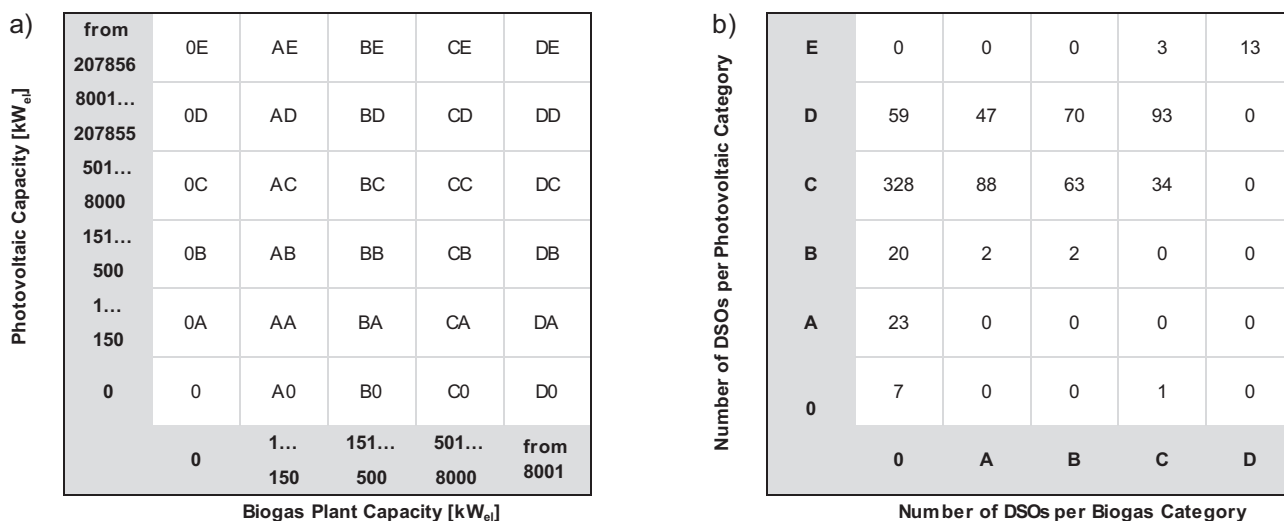 a)
Photovoltaic Capacity [kWel]
from
207856
0E AE BE CE DE
8001…
207855
0D AD BD CD DD
501…
8000
0C AC BC CC DC
151…
500
0B AB BB CB DB
1…
150
0A AA BA CA DA
0 0 A0 B0 C0 D0
0
1…
150
151…
500
501…
8000
from
8001
Biogas Plant Capacity [kWel]
b)
Number of DSOs per Photovoltaic Category
E 0 0 0 3 13
D 59 47 70 93 0
C 328 88 63 34 0
B 20 2 2 0 0
A 23 0 0 0 0
0 7 0 0 1 0
0 A B C D
Number of DSOs per Biogas Category